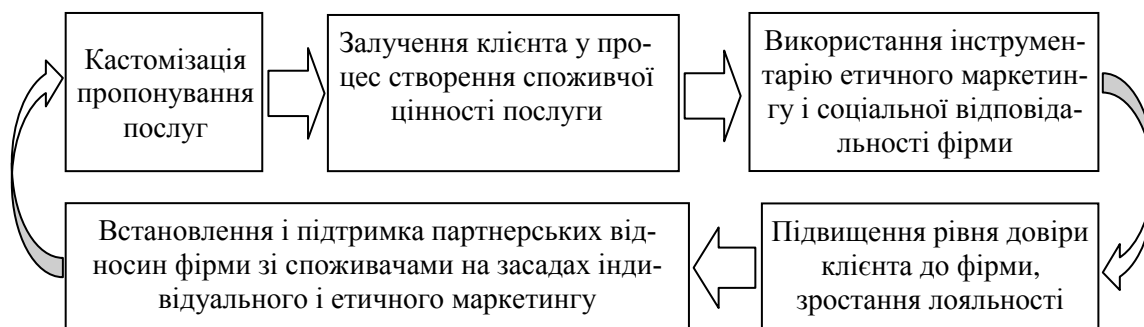 Кастомізація
пропонування
послуг
Залучення клієнта у про-
цес створення споживчої
цінності послуги
Використання інструмен-
тарію етичного маркетин-
гу і соціальної відповіда-
льності фірми
Підвищення рівня довіри
клієнта до фірми,
зростання лояльності
Встановлення і підтримка партнерських від-
носин фірми зі споживачами на засадах інди-
відуального і етичного маркетингу